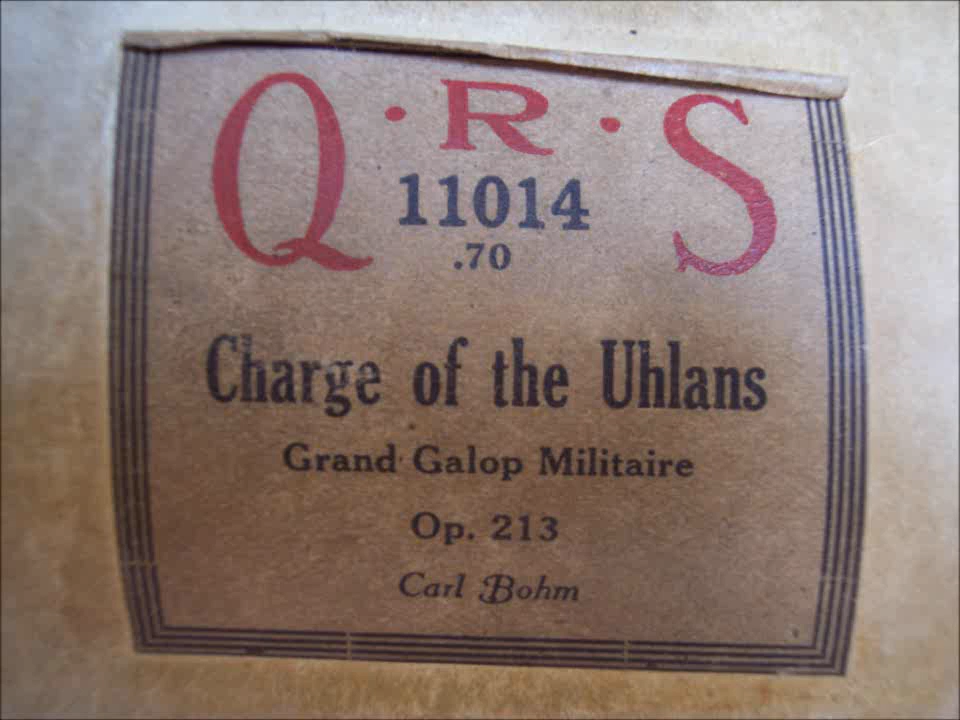 Q·R·S
11014
.70
Charge of the Uhlans
Grand Galop Militaire
Op. 213
Carl Bohm